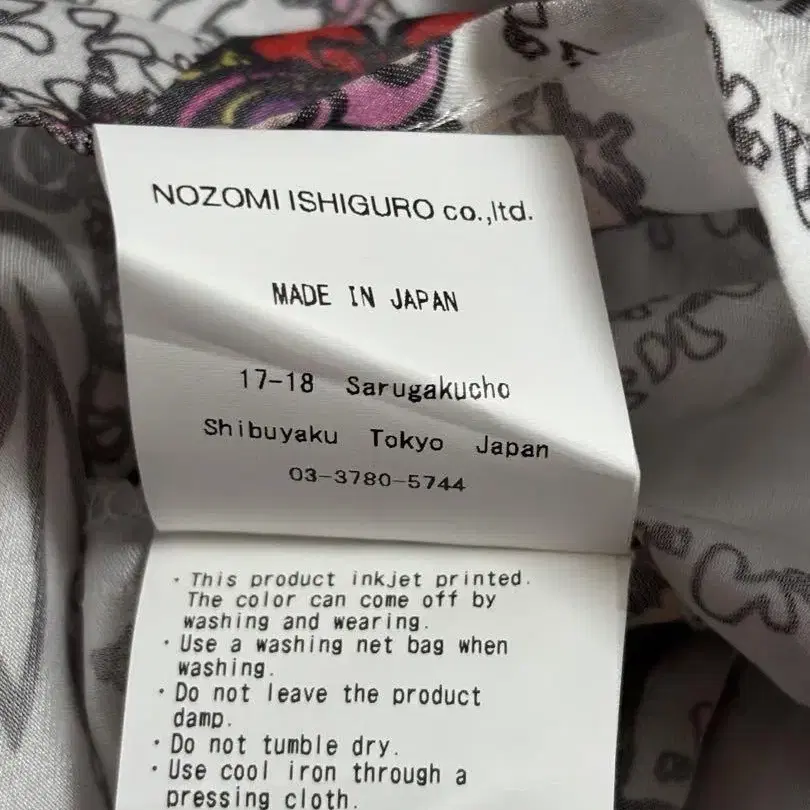 NOZOMI ISHIGURO co.,ltd.
MADE IN JAPAN
17-18 Sarugakucho
Shibuyaku Tokyo Japan
03-3780-5744
・This product inkjet printed.
The color can come off by
washing and wearing.
・Use a washing net bag when
washing.
・Do not leave the product
damp.
・Do not tumble dry.
・Use cool iron through a
pressing cloth.